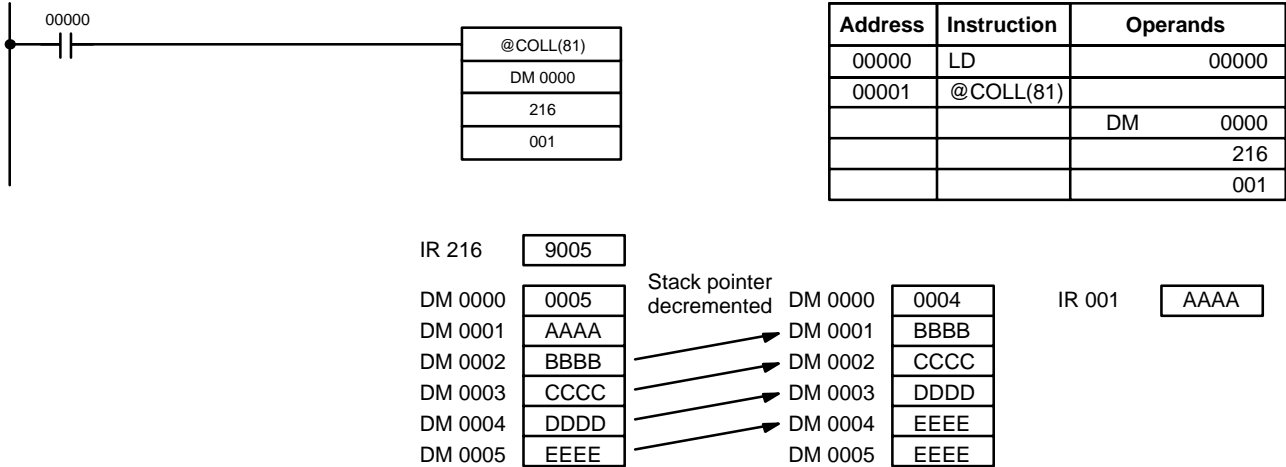 00000
@COLL(81)
DM 0000
216
001
Address Instruction Operands
00000 LD 00000
00001 @COLL(81)
DM 0000
216
001
IR 216 9005
Stack pointer
decremented
DM 0000 0005
DM 0001 AAAA
DM 0002 BBBB
DM 0003 CCCC
DM 0004 DDDD
DM 0005 EEEE
DM 0000 0004
DM 0001 BBBB
DM 0002 CCCC
DM 0003 DDDD
DM 0004 EEEE
DM 0005 EEEE
IR 001 AAAA